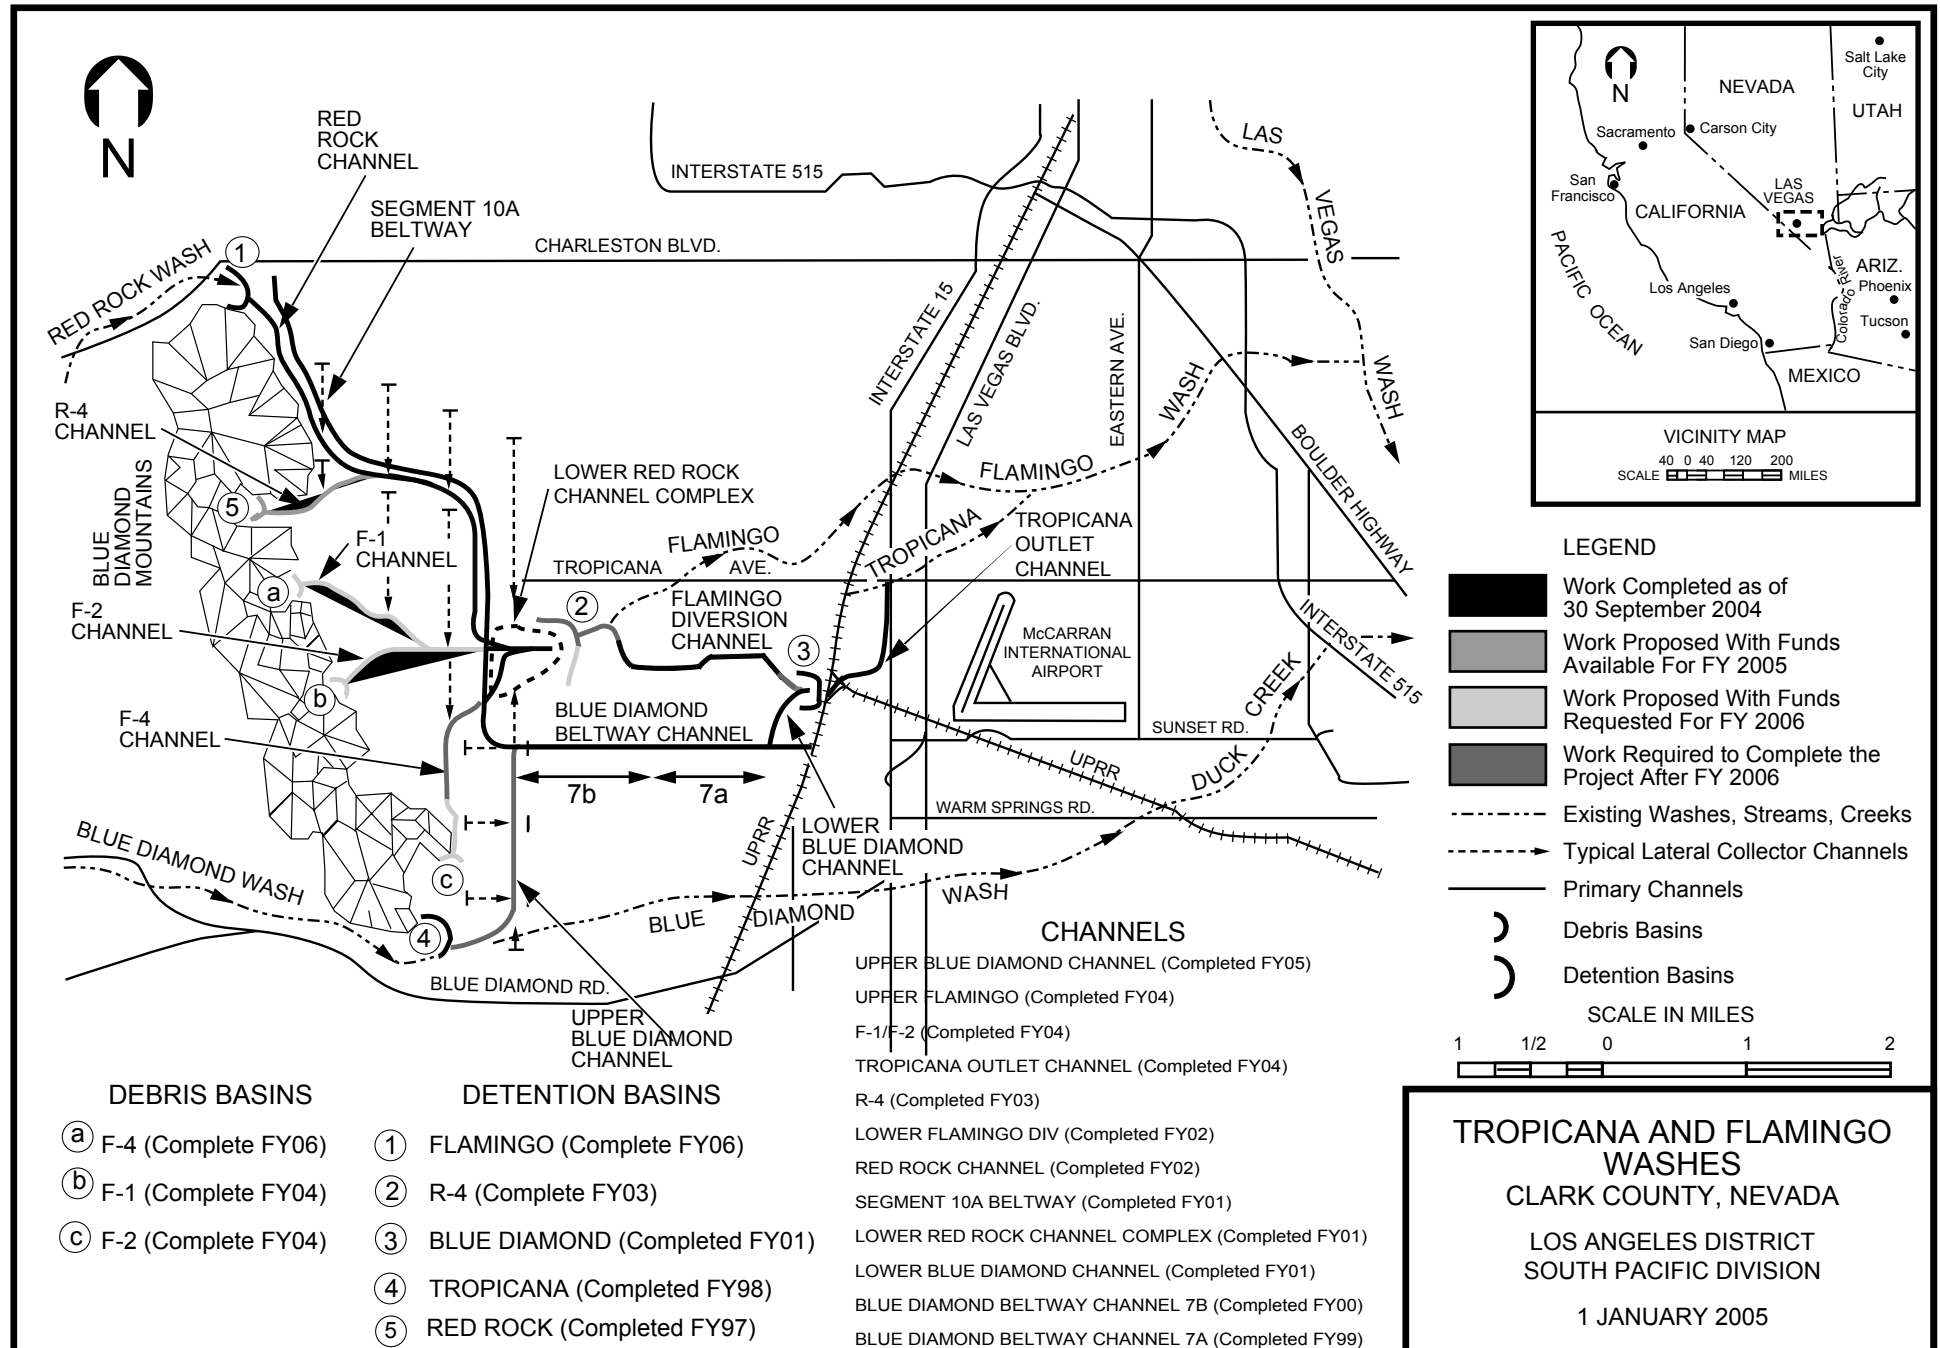 N
RED
ROCK
CHANNEL
SEGMENT 10A
BELTWAY
INTERSTATE 515
CHARLESTON BLVD.
1
RED ROCK WASH
LAS
VEGAS
WASH
INTERSTATE 15
LAS VEGAS BLVD.
EASTERN AVE.
WASH
FLAMINGO
BOULDER HIGHWAY
R-4
CHANNEL
BLUE
DIAMOND
MOUNTAINS
5
LOWER RED ROCK
CHANNEL COMPLEX
F-1
CHANNEL
FLAMINGO
TROPICANA
TROPICANA
OUTLET
CHANNEL
TROPICANA AVE.
a
F-2
CHANNEL
2
FLAMINGO
DIVERSION
CHANNEL
3
McCARRAN
INTERNATIONAL
AIRPORT
INTERSTATE 515
b
F-4
CHANNEL
BLUE DIAMOND
BELTWAY CHANNEL
SUNSET RD.
CREEK
DUCK
UPRR
7b
7a
WARM SPRINGS RD.
UPRR
LOWER
BLUE DIAMOND
CHANNEL
BLUE DIAMOND WASH
c
BLUE
DIAMOND
WASH
4
BLUE DIAMOND RD.
UPPER
BLUE DIAMOND
CHANNEL
N
NEVADA
Salt Lake
City
UTAH
Sacramento
Carson City
San
Francisco
LAS
VEGAS
CALIFORNIA
PACIFIC OCEAN
Colorado River
ARIZ.
Phoenix
Los Angeles
Tucson
San Diego
MEXICO
VICINITY MAP
40 0 40 120 200
SCALE MILES
LEGEND
Work Completed as of
30 September 2004
Work Proposed With Funds
Available For FY 2005
Work Proposed With Funds
Requested For FY 2006
Work Required to Complete the
Project After FY 2006
Existing Washes, Streams, Creeks
Typical Lateral Collector Channels
Primary Channels
Debris Basins
Detention Basins
SCALE IN MILES
1 1/2 0 1 2
DEBRIS BASINS
a F-4 (Complete FY06)
b F-1 (Complete FY04)
c F-2 (Complete FY04)
DETENTION BASINS
1 FLAMINGO (Complete FY06)
2 R-4 (Complete FY03)
3 BLUE DIAMOND (Completed FY01)
4 TROPICANA (Completed FY98)
5 RED ROCK (Completed FY97)
CHANNELS
UPPER BLUE DIAMOND CHANNEL (Completed FY05)
UPPER FLAMINGO (Completed FY04)
F-1/F-2 (Completed FY04)
TROPICANA OUTLET CHANNEL (Completed FY04)
R-4 (Completed FY03)
LOWER FLAMINGO DIV (Completed FY02)
RED ROCK CHANNEL (Completed FY02)
SEGMENT 10A BELTWAY (Completed FY01)
LOWER RED ROCK CHANNEL COMPLEX (Completed FY01)
LOWER BLUE DIAMOND CHANNEL (Completed FY01)
BLUE DIAMOND BELTWAY CHANNEL 7B (Completed FY00)
BLUE DIAMOND BELTWAY CHANNEL 7A (Completed FY99)
TROPICANA AND FLAMINGO
WASHES
CLARK COUNTY, NEVADA
LOS ANGELES DISTRICT
SOUTH PACIFIC DIVISION
1 JANUARY 2005